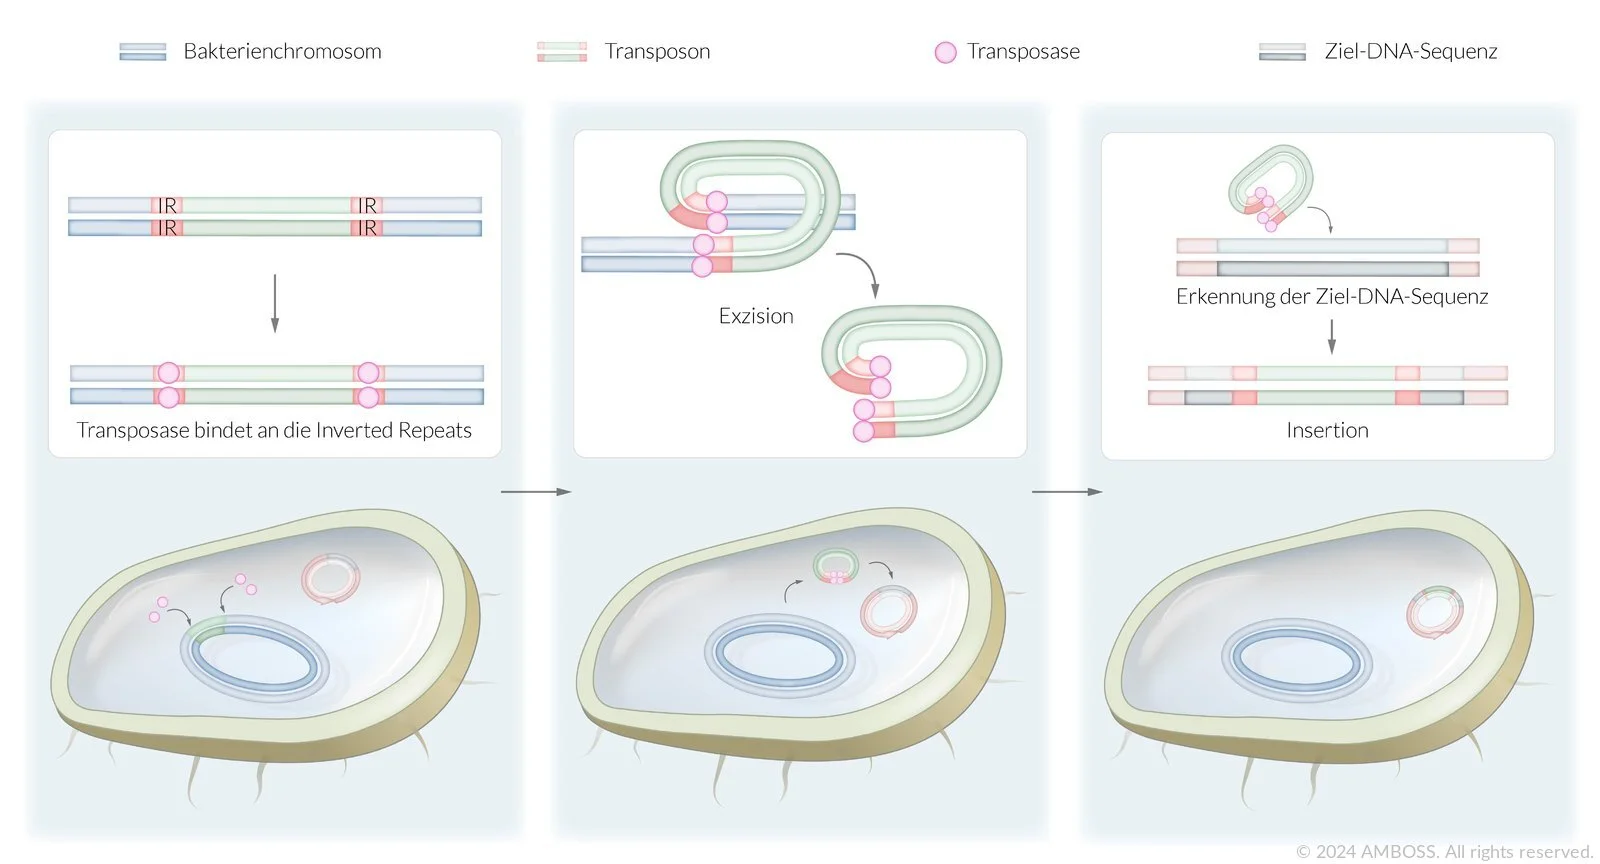 Bakterienchromosom
Transposon
Transposase
Ziel-DNA-Sequenz
IR
IR
IR
IR
Transposase bindet an die Inverted Repeats
Exzision
Erkennung der Ziel-DNA-Sequenz
Insertion
© 2024 AMBOSS. All rights reserved.